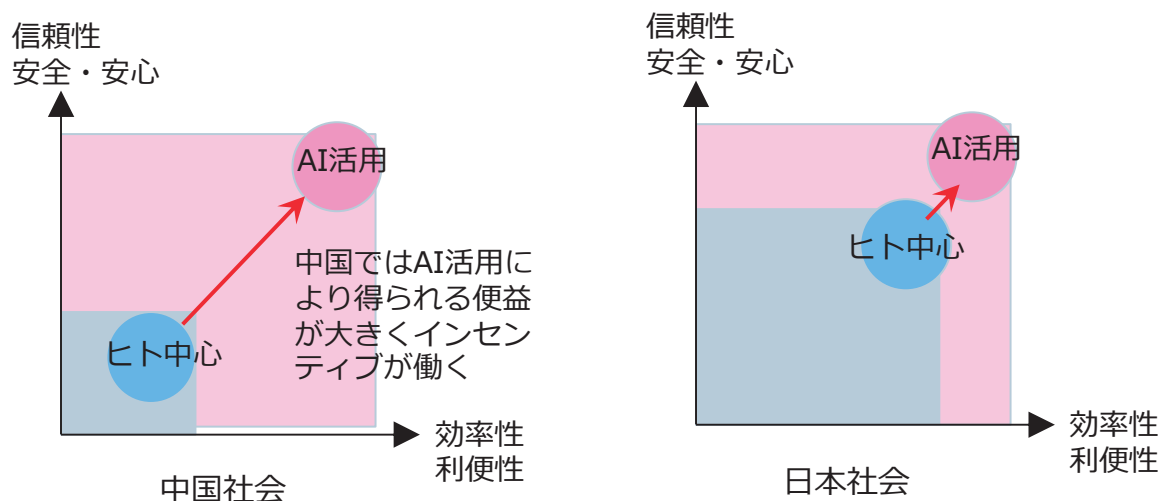 信頼性
安全・安心
AI活用
ヒト中心
中国ではAI活用に
より得られる便益
が大きくインセン
ティブが働く
効率性
利便性
中国社会
信頼性
安全・安心
AI活用
ヒト中心
効率性
利便性
日本社会